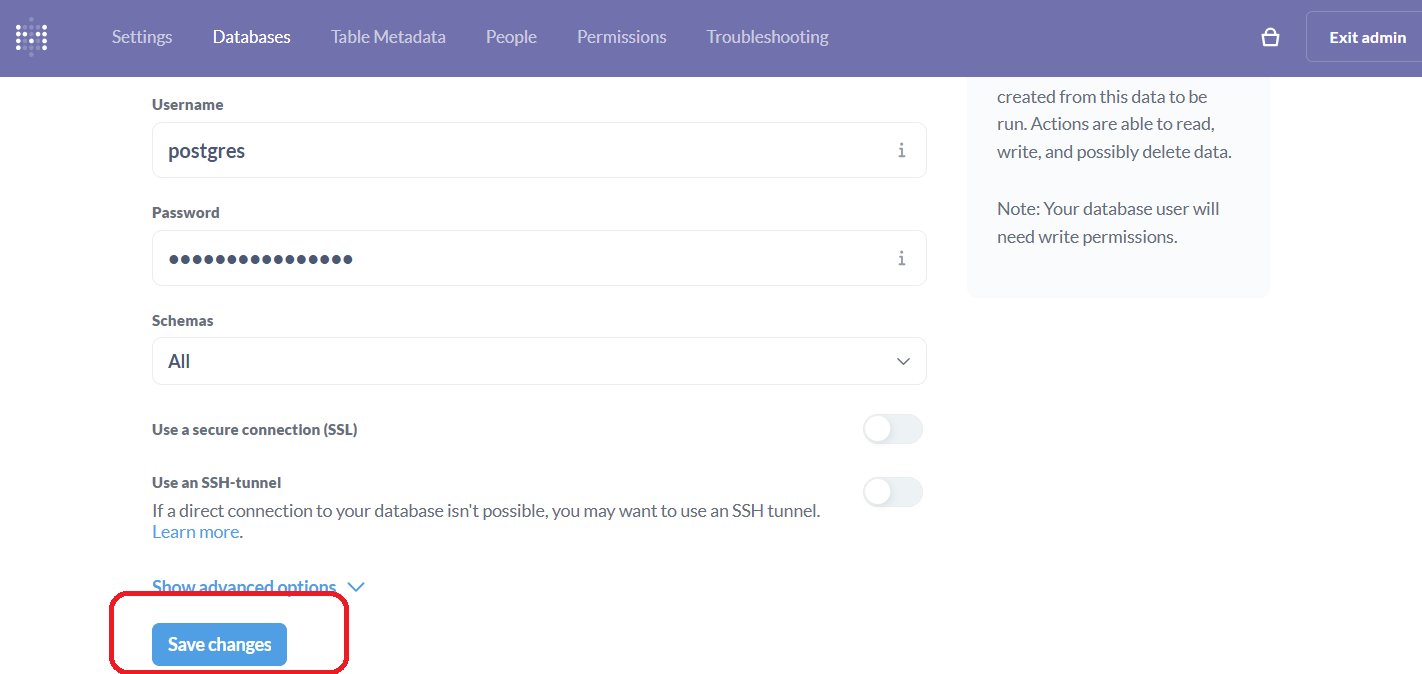 Settings Databases Table Metadata People Permissions Troubleshooting Exit admin
Username
postgres
Password
●●●●●●●●●●●●●●●●
Schemas
All
Use a secure connection (SSL)
Use an SSH-tunnel
If a direct connection to your database isn't possible, you may want to use an SSH tunnel.
Learn more.
Show advanced options
Save changes
created from this data to be
run. Actions are able to read,
write, and possibly delete data.
Note: Your database user will
need write permissions.